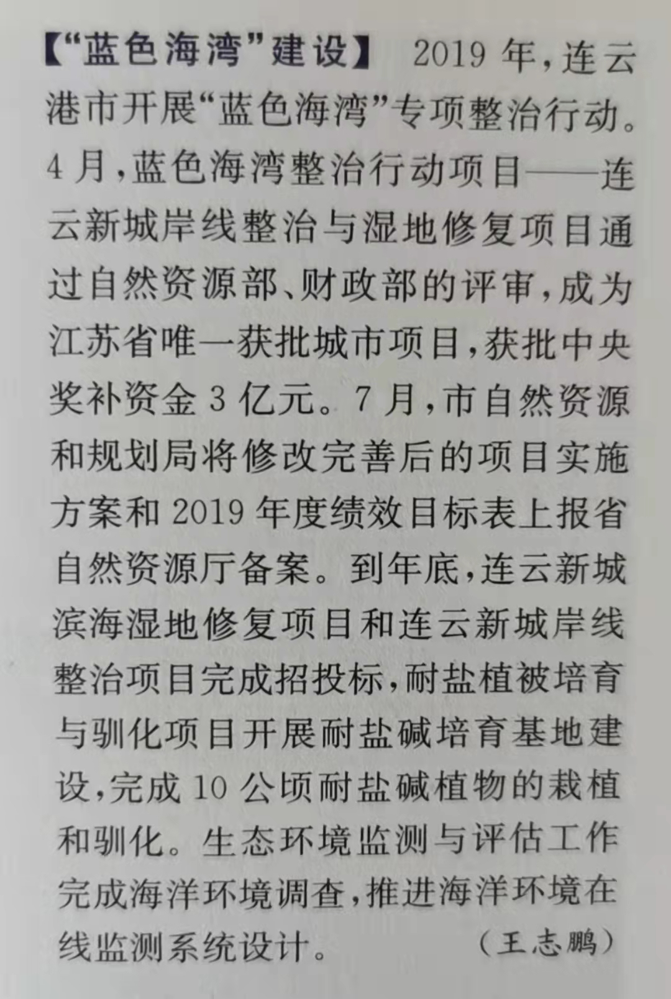 【“蓝色海湾”建设】 2019 年，连云
港市开展“蓝色海湾”专项整治行动。
4 月，蓝色海湾整治行动项目——连
云新城岸线整治与湿地修复项目通
过自然资源部、财政部的评审，成为
江苏省唯一获批城市项目，获批中央
奖补资金 3 亿元。7 月，市自然资源
和规划局将修改完善后的项目实施
方案和 2019 年度绩效目标表上报省
自然资源厅备案。到年底，连云新城
滨海湿地修复项目和连云新城岸线
整治项目完成招投标，耐盐植被培育
与驯化项目开展耐盐碱培育基地建
设，完成 10 公顷耐盐碱植物的栽植
和驯化。生态环境监测与评估工作
完成海洋环境调查，推进海洋环境在
线监测系统设计。 （王志鹏）